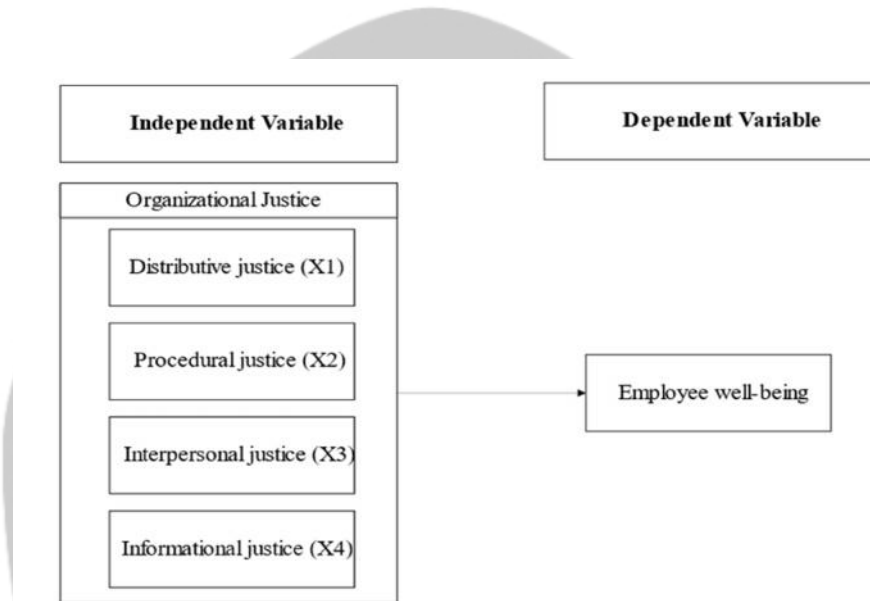 Independent Variable
Dependent Variable
Organizational Justice
Distributive justice (X1)
Procedural justice (X2)
Interpersonal justice (X3)
Informational justice (X4)
Employee well-being